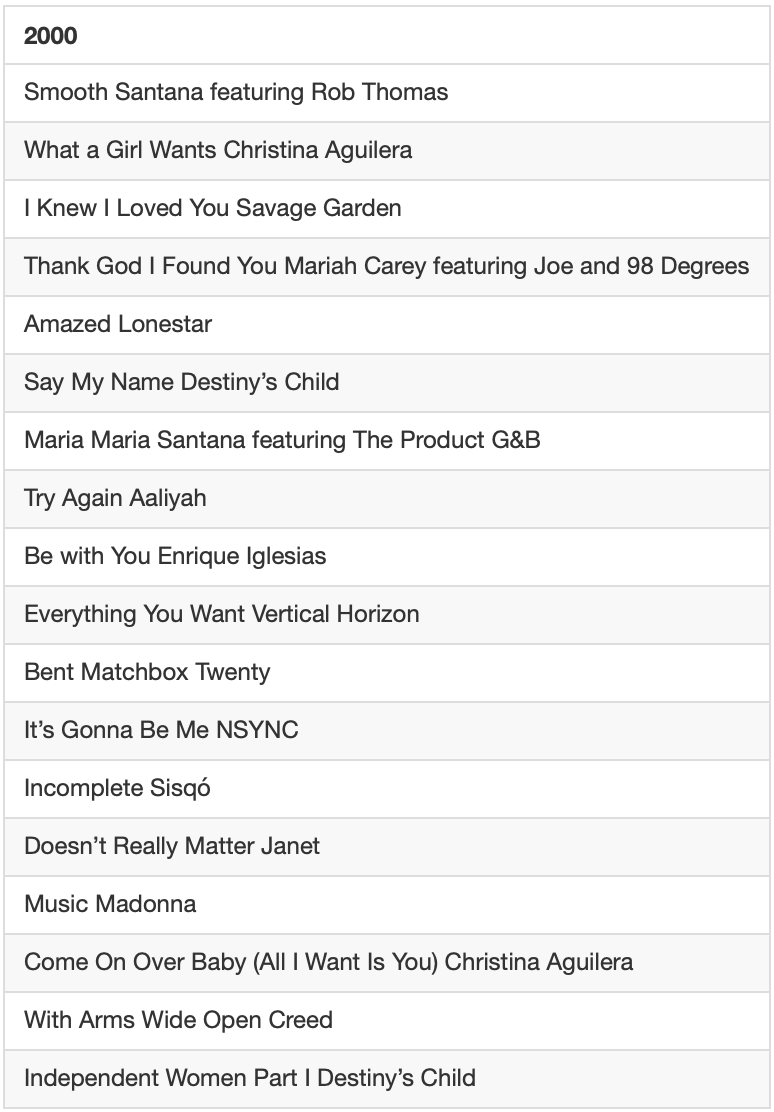 2000
Smooth Santana featuring Rob Thomas
What a Girl Wants Christina Aguilera
I Knew I Loved You Savage Garden
Thank God I Found You Mariah Carey featuring Joe and 98 Degrees
Amazed Lonestar
Say My Name Destiny’s Child
Maria Maria Santana featuring The Product G&B
Try Again Aaliyah
Be with You Enrique Iglesias
Everything You Want Vertical Horizon
Bent Matchbox Twenty
It’s Gonna Be Me NSYNC
Incomplete Sisqó
Doesn’t Really Matter Janet
Music Madonna
Come On Over Baby (All I Want Is You) Christina Aguilera
With Arms Wide Open Creed
Independent Women Part I Destiny’s Child